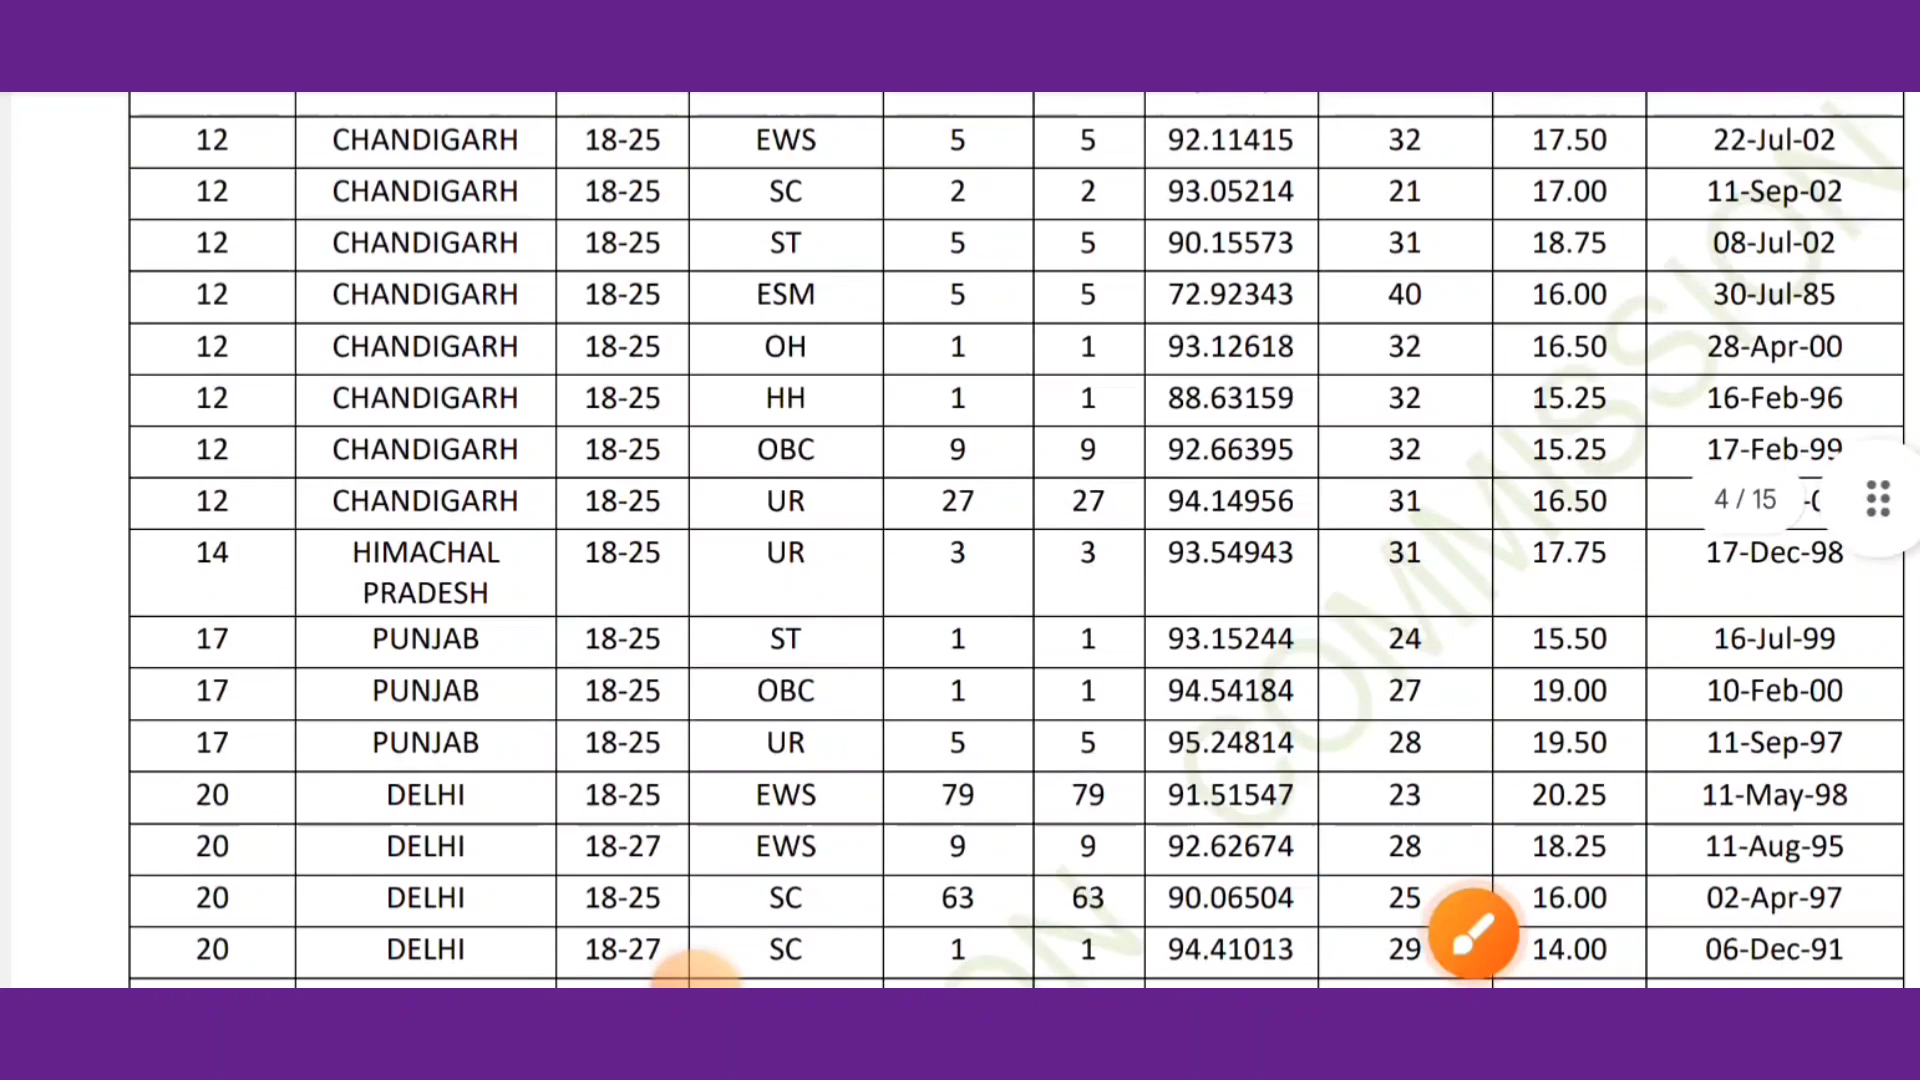 12 CHANDIGARH 18-25 EWS 5 5 92.11415 32 17.50 22-Jul-02
12 CHANDIGARH 18-25 SC 2 2 93.05214 21 17.00 11-Sep-02
12 CHANDIGARH 18-25 ST 5 5 90.15573 31 18.75 08-Jul-02
12 CHANDIGARH 18-25 ESM 5 5 72.92343 40 16.00 30-Jul-85
12 CHANDIGARH 18-25 OH 1 1 93.12618 32 16.50 28-Apr-00
12 CHANDIGARH 18-25 HH 1 1 88.63159 32 15.25 16-Feb-96
12 CHANDIGARH 18-25 OBC 9 9 92.66395 32 15.25 17-Feb-99
12 CHANDIGARH 18-25 UR 27 27 94.14956 31 16.50
4 / 15
14 HIMACHAL 18-25 UR 3 3 93.54943 31 17.75 17-Dec-98
PRADESH
17 PUNJAB 18-25 ST 1 1 93.15244 24 15.50 16-Jul-99
17 PUNJAB 18-25 OBC 1 1 94.54184 27 19.00 10-Feb-00
17 PUNJAB 18-25 UR 5 5 95.24814 28 19.50 11-Sep-97
20 DELHI 18-25 EWS 79 79 91.51547 23 20.25 11-May-98
20 DELHI 18-27 EWS 9 9 92.62674 28 18.25 11-Aug-95
20 DELHI 18-25 SC 63 63 90.06504 25 16.00 02-Apr-97
20 DELHI 18-27 SC 1 1 94.41013 29 14.00 06-Dec-91
COMMISSION